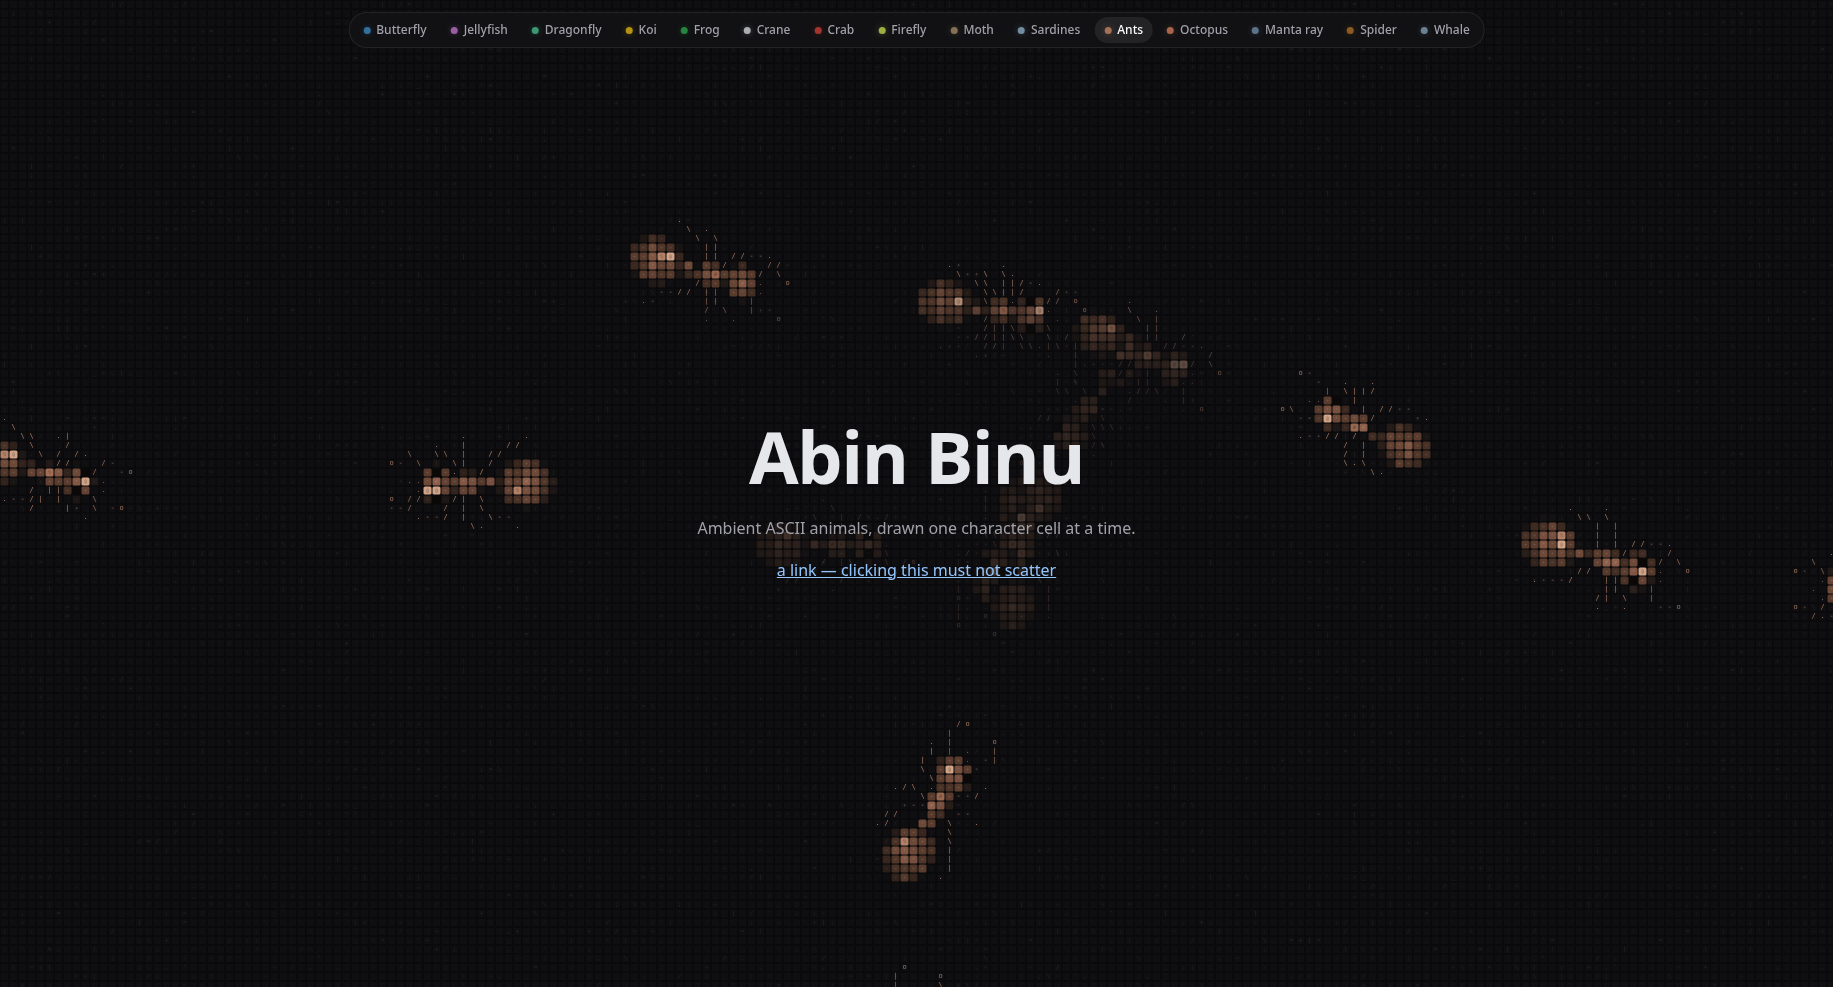 Butterfly Jellyfish Dragonfly Koi Frog Crane Crab Firefly Moth Sardines Ants Octopus Manta ray Spider Whale
Abin Binu
Ambient ASCII animals, drawn one character cell at a time.
a link — clicking this must not scatter